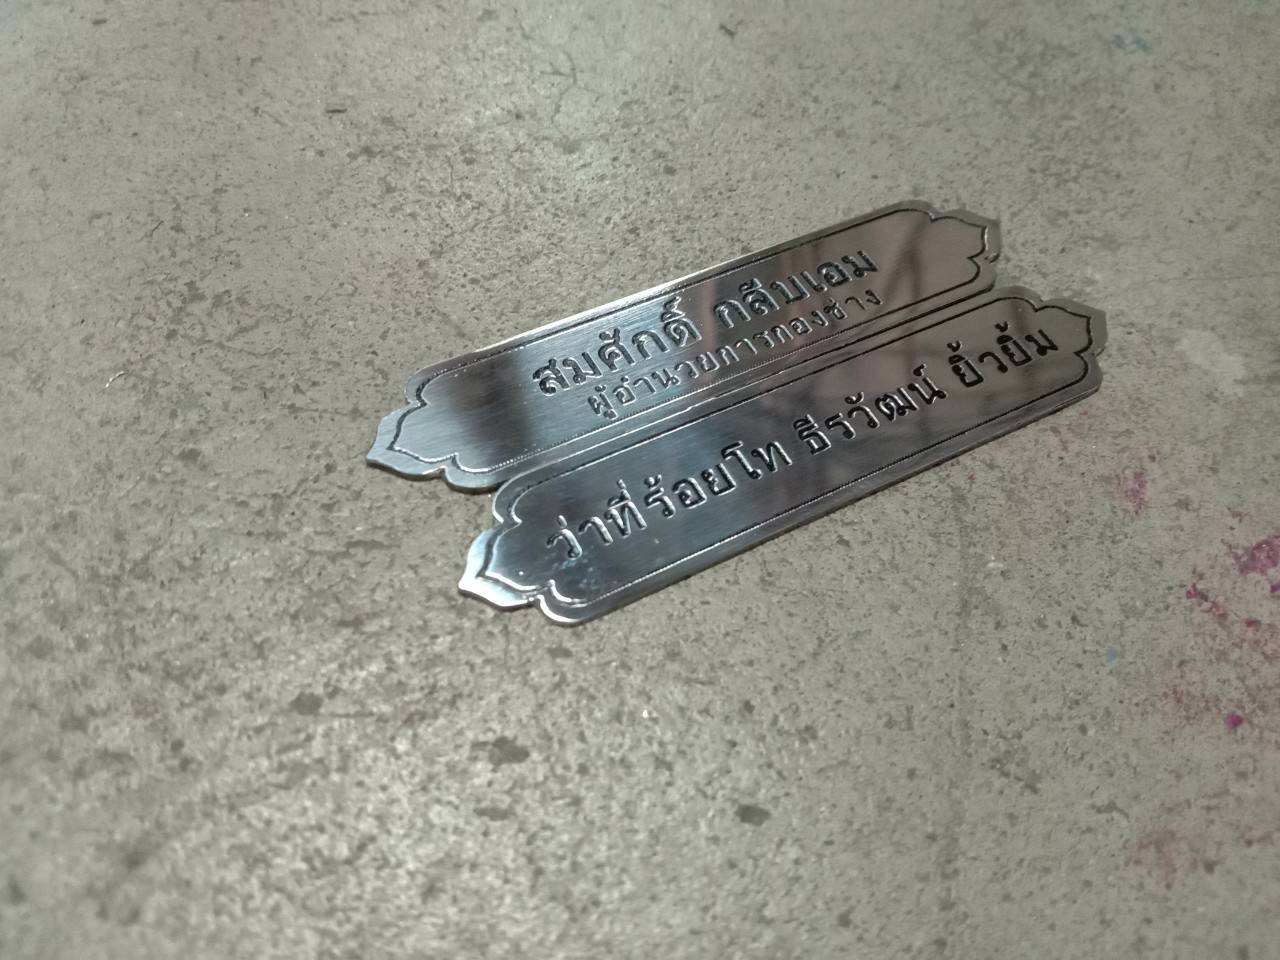 สมศักดิ์ กลีบเอม
ผู้อำนวยการกองช่าง
ว่าที่ร้อยโท ธีรวัฒน์ ยิ้วยิ้ม